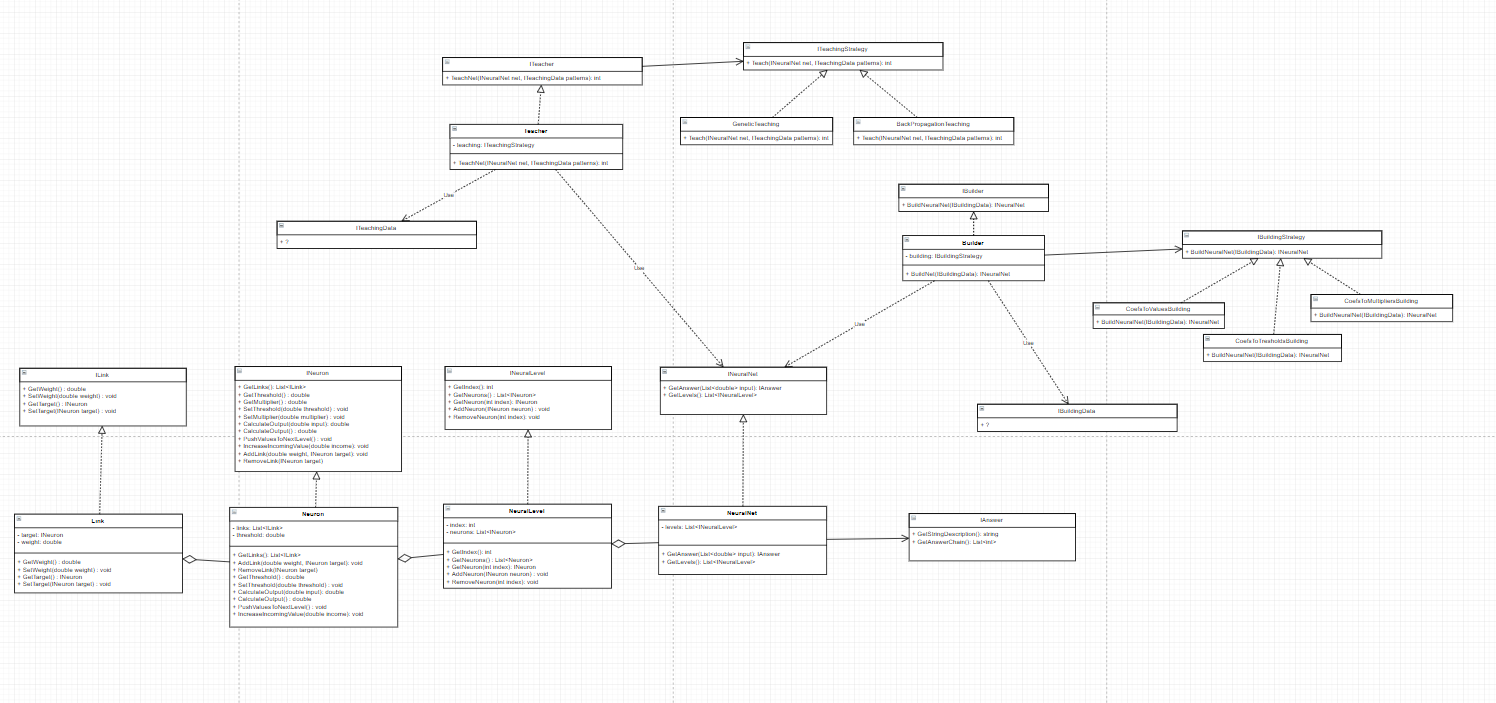 ITeachingStrategy
+ Teach(INeuralNet net, ITeachingData patterns): int
ITeacher
+ TeachNet(INeuralNet net, ITeachingData patterns): int
GeneticTeaching
+ Teach(INeuralNet net, ITeachingData patterns): int
BackPropagationTeaching
+ Teach(INeuralNet net, ITeachingData patterns): int
Teacher
- teaching: ITeachingStrategy
+ TeachNet(INeuralNet net, ITeachingData patterns): int
Use
Use
ITeachingData
+ ?
IBuilder
+ BuildNeuralNet(IBuildingData): INeuralNet
Builder
- building: IBuildingStrategy
+ BuildNet(IBuildingData): INeuralNet
Use
Use
IBuildingStrategy
+ BuildNeuralNet(IBuildingData): INeuralNet
CoefsToValuesBuilding
+ BuildNeuralNet(IBuildingData): INeuralNet
CoefsToMultipliersBuilding
+ BuildNeuralNet(IBuildingData): INeuralNet
CoefsToTresholdsBuilding
+ BuildNeuralNet(IBuildingData): INeuralNet
IBuildingData
+ ?
ILink
+ GetWeight() : double
+ SetWeight(double weight) : void
+ GetTarget() : INeuron
+ SetTarget(INeuron target) : void
INeuron
+ GetLinks(): List<ILink>
+ GetThreshold() : double
+ GetMultiplier() : double
+ SetThreshold(double threshold) : void
+ SetMultiplier(double multiplier) : void
+ CalculateOutput(double input): double
+ CalculateOutput() : double
+ PushValuesToNextLevel() : void
+ IncreaseIncomingValue(double income): void
+ AddLink(double weight, INeuron target): void
+ RemoveLink(INeuron target)
INeuralLevel
+ GetIndex(): int
+ GetNeurons() : List<INeuron>
+ GetNeuron(int index): INeuron
+ AddNeuron(INeuron neuron) : void
+ RemoveNeuron(int index): void
INeuralNet
+ GetAnswer(List<double> input): IAnswer
+ GetLevels(): List<INeuralLevel>
Link
- target: INeuron
- weight: double
+ GetWeight() : double
+ SetWeight(double weight) : void
+ GetTarget() : INeuron
+ SetTarget(INeuron target) : void
Neuron
- links: List<ILink>
- threshold: double
+ GetLinks(): List<ILink>
+ AddLink(double weight, INeuron target): void
+ RemoveLink(INeuron target)
+ GetThreshold() : double
+ SetThreshold(double threshold) : void
+ CalculateOutput(double input): double
+ CalculateOutput() : double
+ PushValuesToNextLevel() : void
+ IncreaseIncomingValue(double income): void
NeuralLevel
- index: int
- neurons: List<INeuron>
+ GetIndex(): int
+ GetNeurons() : List<Neuron>
+ GetNeuron(int index): INeuron
+ AddNeuron(INeuron neuron) : void
+ RemoveNeuron(int index): void
NeuralNet
- levels: List<INeuralLevel>
+ GetAnswer(List<double> input): IAnswer
+ GetLevels(): List<INeuralLevel>
IAnswer
+ GetStringDescription(): string
+ GetAnswerChain(): List<int>